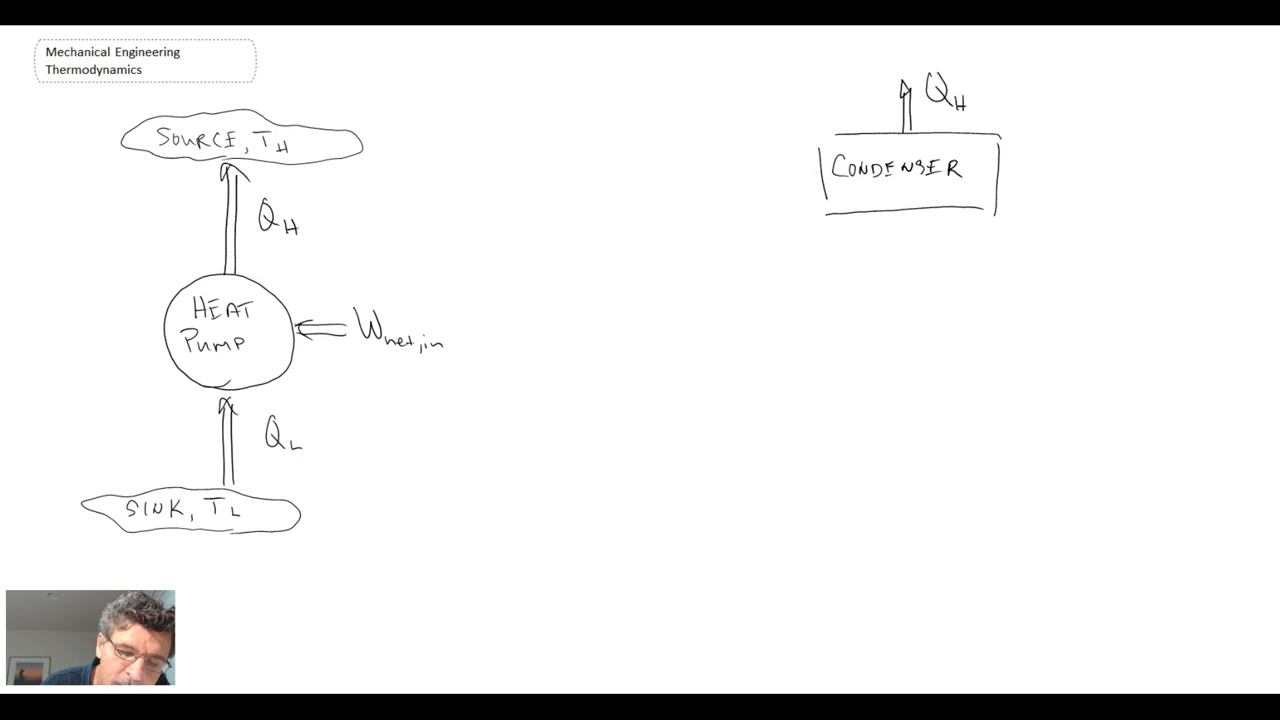 Mechanical Engineering
Thermodynamics
SOURCE, TH
QH
HEAT
PUMP
Wnet,in
QL
SINK, TL
QH
CONDENSER